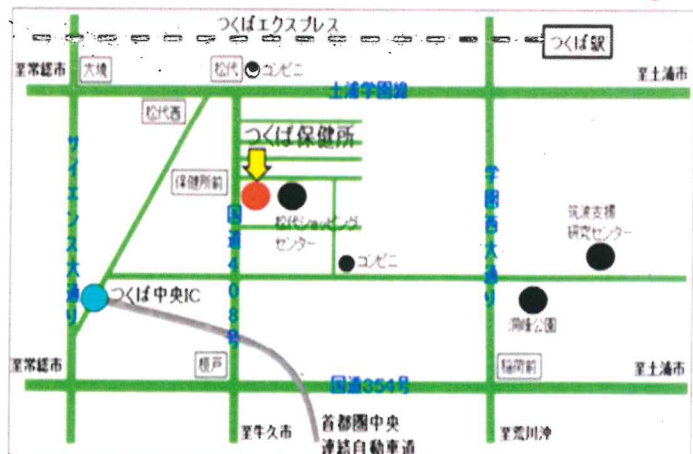 つくばエクスプレス
つくば駅
至常総市
大境
松代
コンビニ
至土浦市
土浦学園線
松代西
つくば保健所
サイエンス大通り
保健所前
国道408号
松代ショッピング
センター
学園西大通り
筑波支援
研究センター
コンビニ
つくば中央IC
洞峰公園
至常総市
榎戸
国道354号
稲荷前
至土浦市
至牛久市
首都圏中央
連絡自動車道
至荒川沖